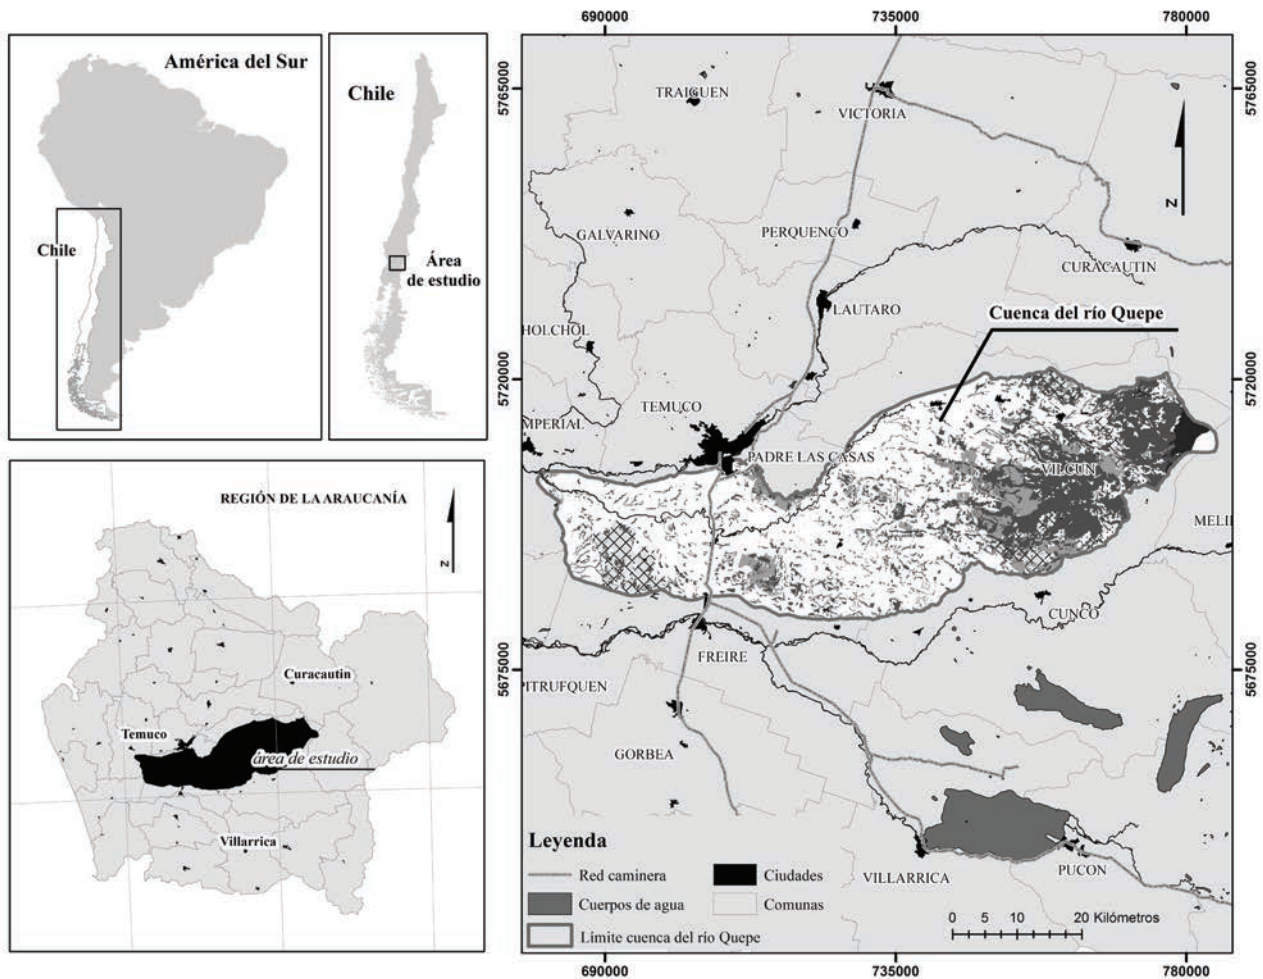 América del Sur
Chile
Chile
Área
de estudio
REGIÓN DE LA ARAUCANÍA
N
Curacautín
Temuco
área de estudio
Villarrica
690000
735000
780000
5765000
5765000
TRAIGUEN
VICTORIA
N
GALVARINO
PERQUENCO
CURACAUTIN
LAUTARO
Cuenca del río Quepe
HOLCHOL
5720000
5720000
TEMUCO
MPERIAL
PADRE LAS CASAS
VILCUN
MELI
CUNCO
FREIRE
5675000
5675000
PITRUFQUEN
GORBEA
VILLARRICA
PUCON
Leyenda
Red caminera
Ciudades
Cuerpos de agua
Comunas
Límite cuenca del río Quepe
0 5 10 20 Kilómetros
690000
735000
780000